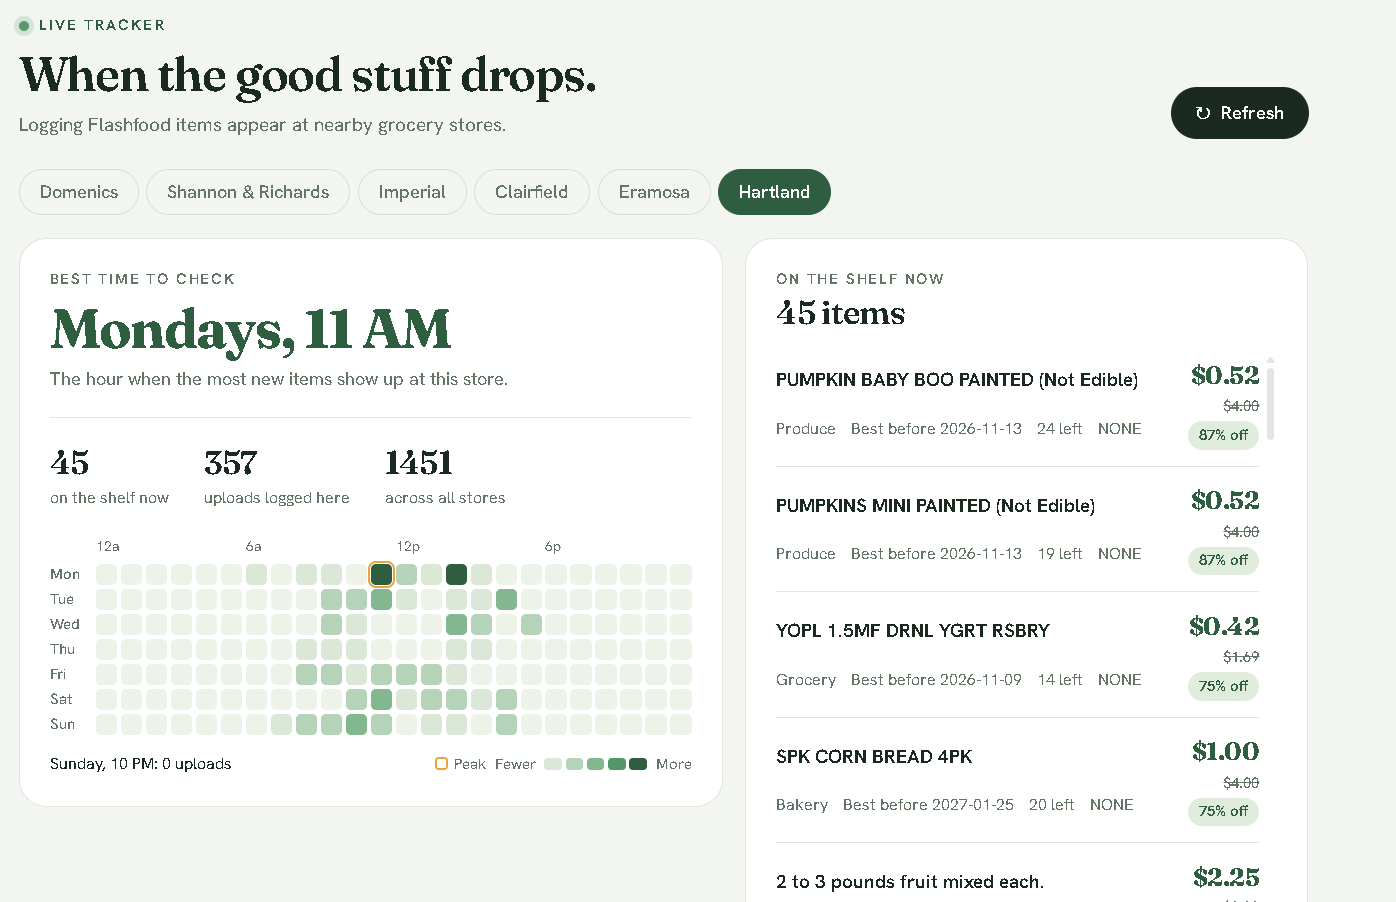 LIVE TRACKER
When the good stuff drops.
Logging Flashfood items appear at nearby grocery stores.
↻ Refresh
Domenics Shannon & Richards Imperial Clairfield Eramosa Hartland
BEST TIME TO CHECK
Mondays, 11 AM
The hour when the most new items show up at this store.
45 357 1451
on the shelf now uploads logged here across all stores
12a 6a 12p 6p
Mon
Tue
Wed
Thu
Fri
Sat
Sun
Sunday, 10 PM: 0 uploads Peak Fewer More
ON THE SHELF NOW
45 items
PUMPKIN BABY BOO PAINTED (Not Edible) $0.52
$4.00
Produce Best before 2026-11-13 24 left NONE 87% off
PUMPKINS MINI PAINTED (Not Edible) $0.52
$4.00
Produce Best before 2026-11-13 19 left NONE 87% off
YOPL 1.5MF DRNL YGRT RSBRY $0.42
$1.69
Grocery Best before 2026-11-09 14 left NONE 75% off
SPK CORN BREAD 4PK $1.00
$4.00
Bakery Best before 2027-01-25 20 left NONE 75% off
2 to 3 pounds fruit mixed each. $2.25